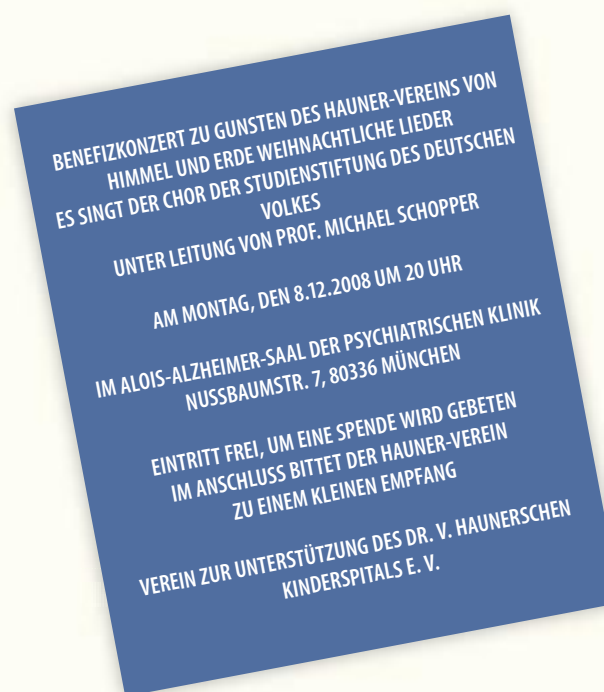 BENEFIZKONZERT ZU GUNSTEN DES HAUNER-VEREINS VON
HIMMEL UND ERDE WEIHNACHTLICHE LIEDER
ES SINGT DER CHOR DER STUDIENSTIFTUNG DES DEUTSCHEN
VOLKES
UNTER LEITUNG VON PROF. MICHAEL SCHOPPER
AM MONTAG, DEN 8.12.2008 UM 20 UHR
IM ALOIS-ALZHEIMER-SAAL DER PSYCHIATRISCHEN KLINIK
NUSSBAUMSTR. 7, 80336 MÜNCHEN
EINTRITT FREI, UM EINE SPENDE WIRD GEBETEN
IM ANSCHLUSS BITTET DER HAUNER-VEREIN
ZU EINEM KLEINEN EMPFANG
VEREIN ZUR UNTERSTÜTZUNG DES DR. V. HAUNERSCHEN
KINDERSPITALS E. V.